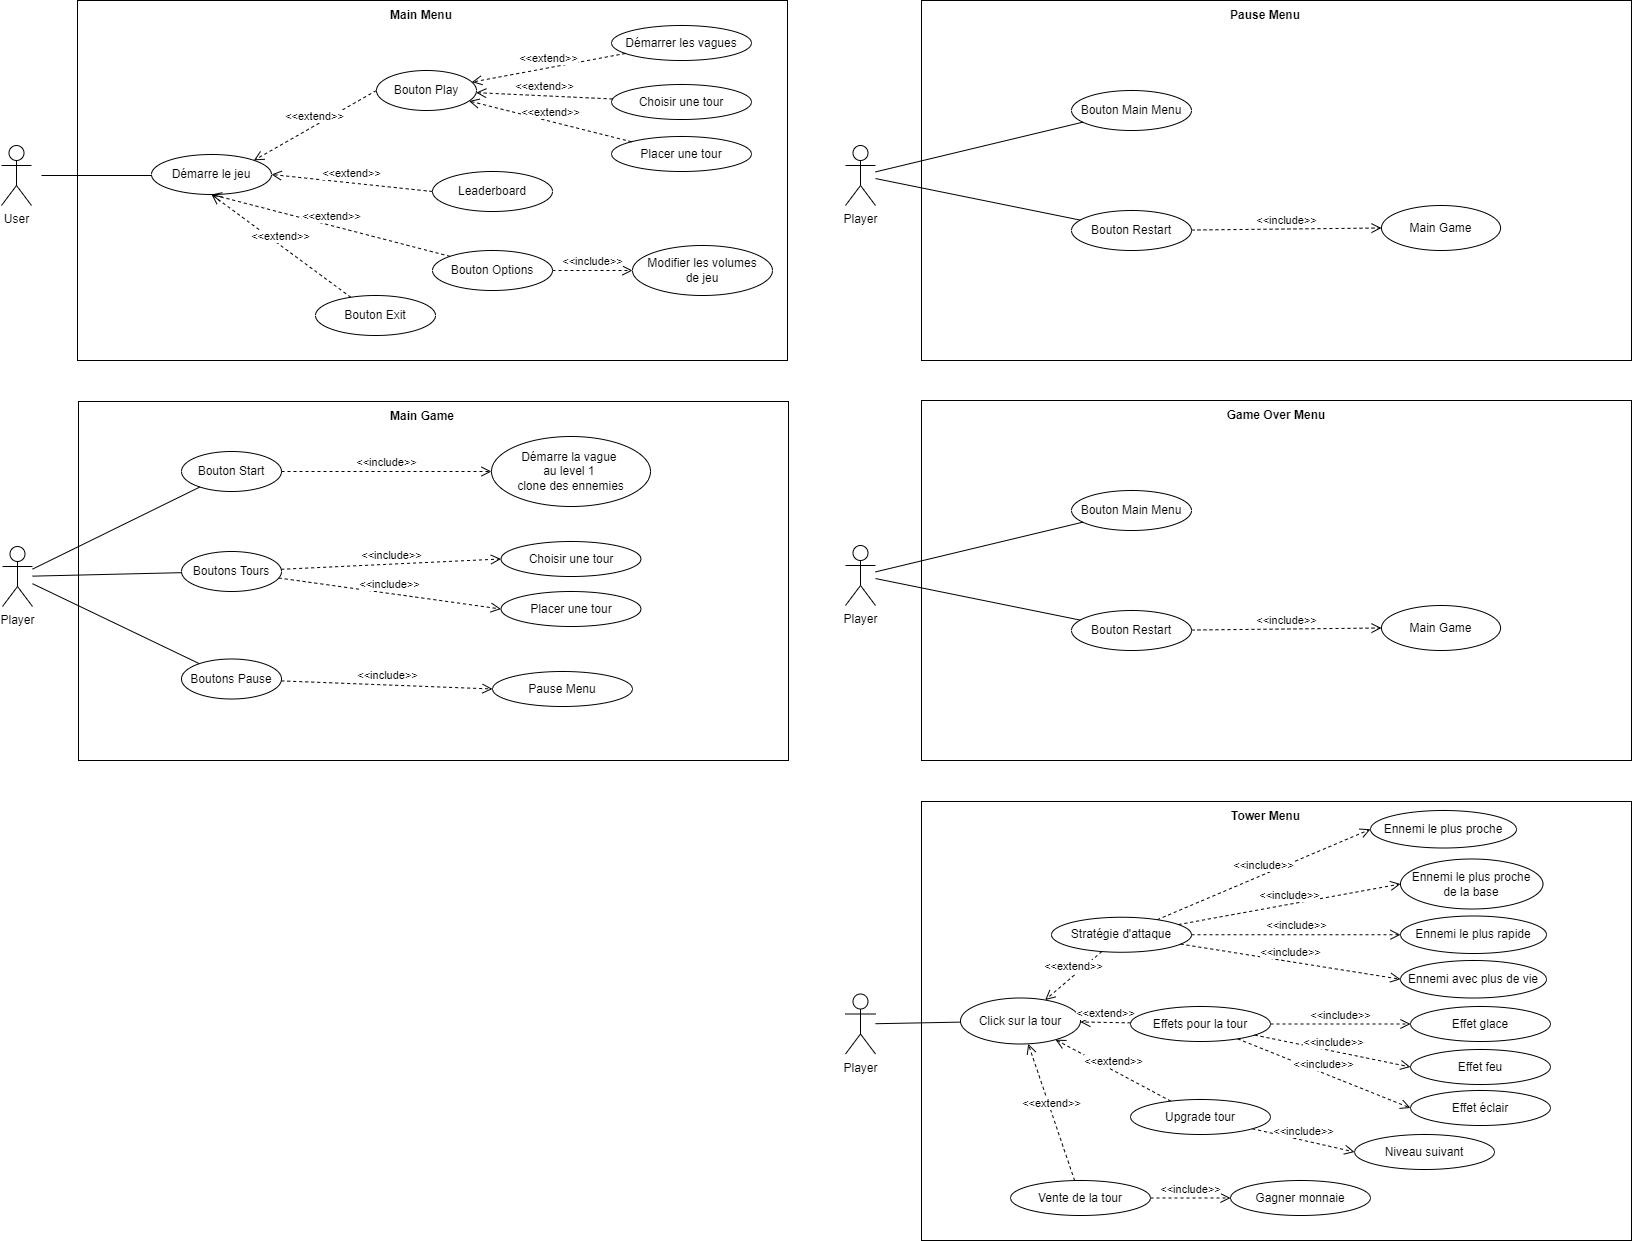 Main Menu
Démarrer les vagues
<<extend>>
Bouton Play
<<extend>>
Choisir une tour
<<extend>>
<<extend>>
Placer une tour
Démarre le jeu
<<extend>>
Leaderboard
User
<<extend>>
<<extend>>
Bouton Options
<<include>>
Modifier les volumes
de jeu
Bouton Exit
Pause Menu
Bouton Main Menu
Player
Bouton Restart
<<include>>
Main Game
Main Game
Bouton Start
<<include>>
Démarre la vague
au level 1
clone des ennemies
Buttons Tours
<<include>>
Choisir une tour
<<include>>
Placer une tour
Player
Boutons Pause
<<include>>
Pause Menu
Game Over Menu
Bouton Main Menu
Player
Bouton Restart
<<include>>
Main Game
Tower Menu
Ennemi le plus proche
<<include>>
Ennemi le plus proche
de la base
<<include>>
Stratégie d'attaque
<<include>>
Ennemi le plus rapide
<<include>>
Ennemi avec plus de vie
<<extend>>
Click sur la tour
<<extend>>
Effets pour la tour
<<include>>
Effet glace
<<include>>
Effet feu
<<include>>
Effet éclair
Player
<<extend>>
<<extend>>
Upgrade tour
<<include>>
Niveau suivant
Vente de la tour
<<include>>
Gagner monnaie